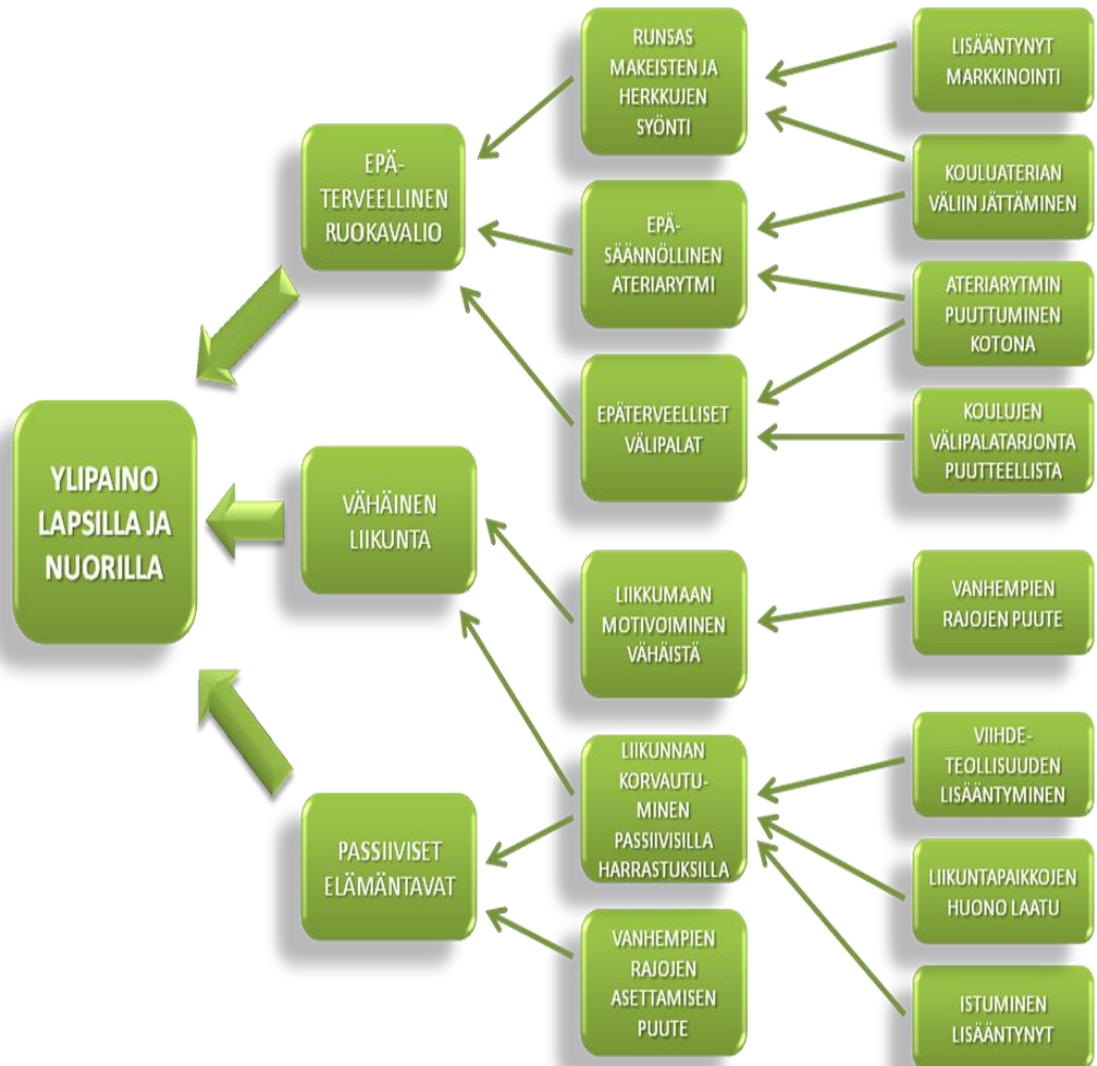 YLIPAINO
LAPSILLA JA
NUORILLA
EPÄ-
TERVEELLINEN
RUOKAVALIO
VÄHÄINEN
LIIKUNTA
PASSIIVISET
ELÄMÄNTAVAT
RUNSAS
MAKEISTEN JA
HERKKUJEN
SYÖNTI
EPÄ-
SÄÄNNÖLLINEN
ATERIARYTMI
EPÄTERVEELLISET
VÄLIPALAT
LIIKKUMAAN
MOTIVOIMINEN
VÄHÄISTÄ
LIIKUNNAN
KORVAUTU-
MINEN
PASSIIVISILLA
HARRASTUKSILLA
VANHEMPIEN
RAJOJEN
ASETTAMISEN
PUUTE
LISÄÄNTYNYT
MARKKINOINTI
KOULUATERIAN
VÄLIIN JÄTTÄMINEN
ATERIARYTMIN
PUUTTUMINEN
KOTONA
KOULUJEN
VÄLIPALATARJONTA
PUUTTEELLISTA
VANHEMPIEN
RAJOJEN PUUTE
VIIHDE-
TEOLLISUUDEN
LISÄÄNTYMINEN
LIIKUNTAPAIKKOJEN
HUONO LAATU
ISTUMINEN
LISÄÄNTYNYT